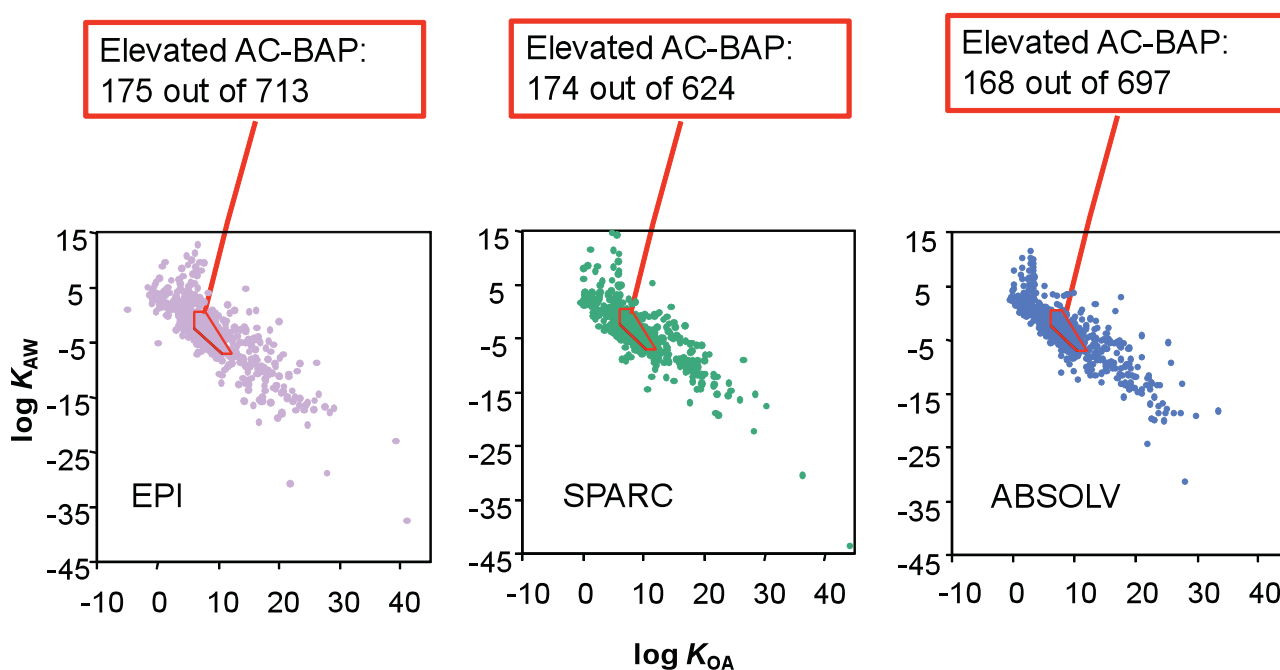 Elevated AC-BAP:
175 out of 713
Elevated AC-BAP:
174 out of 624
Elevated AC-BAP:
168 out of 697
log KAW
15
5
-5
-15
-25
-35
-45
-10 0 10 20 30 40
EPI
15
5
-5
-15
-25
-35
-45
-10 0 10 20 30 40
SPARC
15
5
-5
-15
-25
-35
-45
-10 0 10 20 30 40
ABSOLV
log KOA